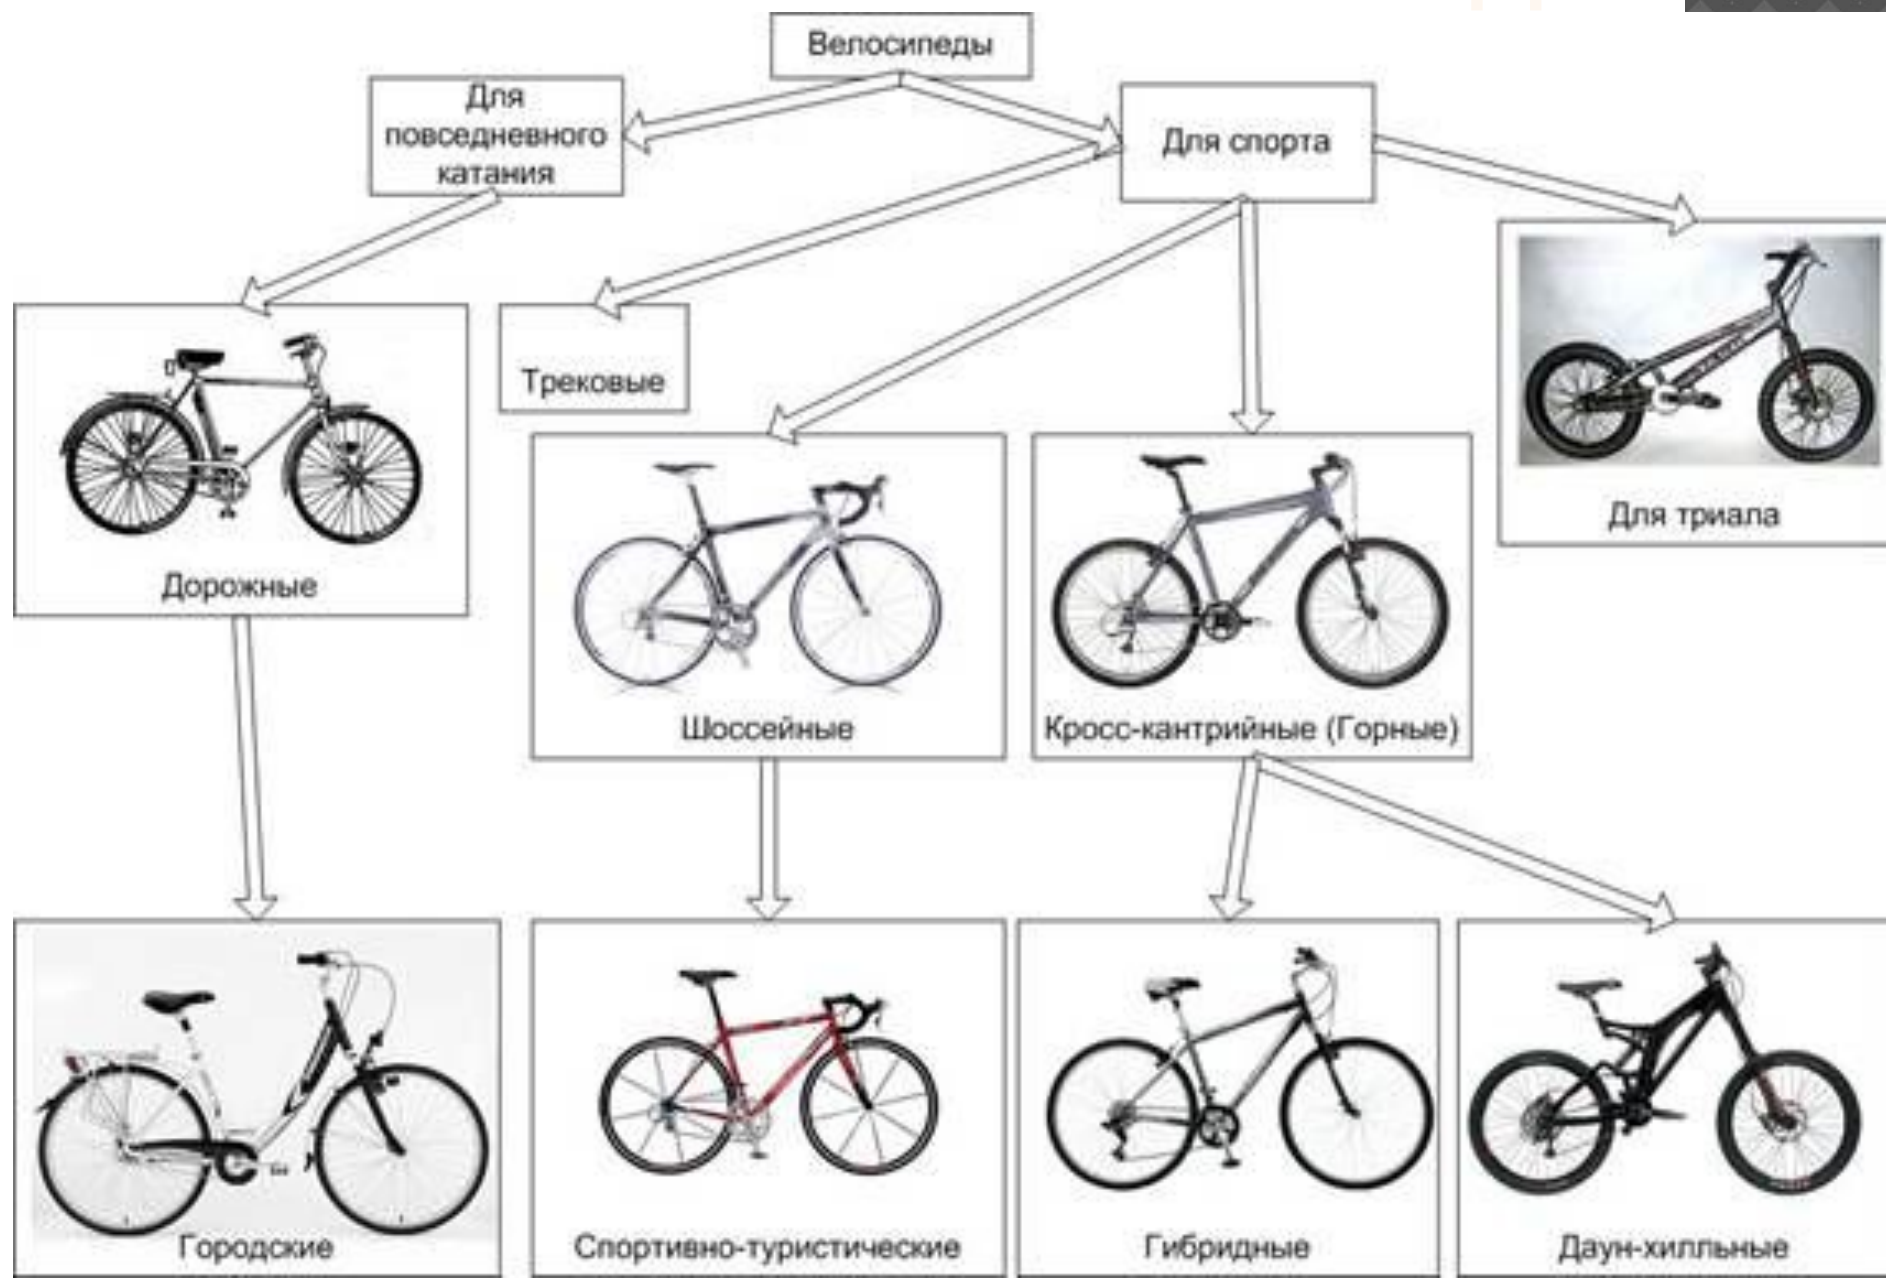 Велосипеды
Для
повседневного
катания
Для спорта
Трековые
Для триала
Дорожные
Шоссейные
Кросс-кантрийные (Горные)
Городские
Спортивно-туристические
Гибридные
Даун-хилльные